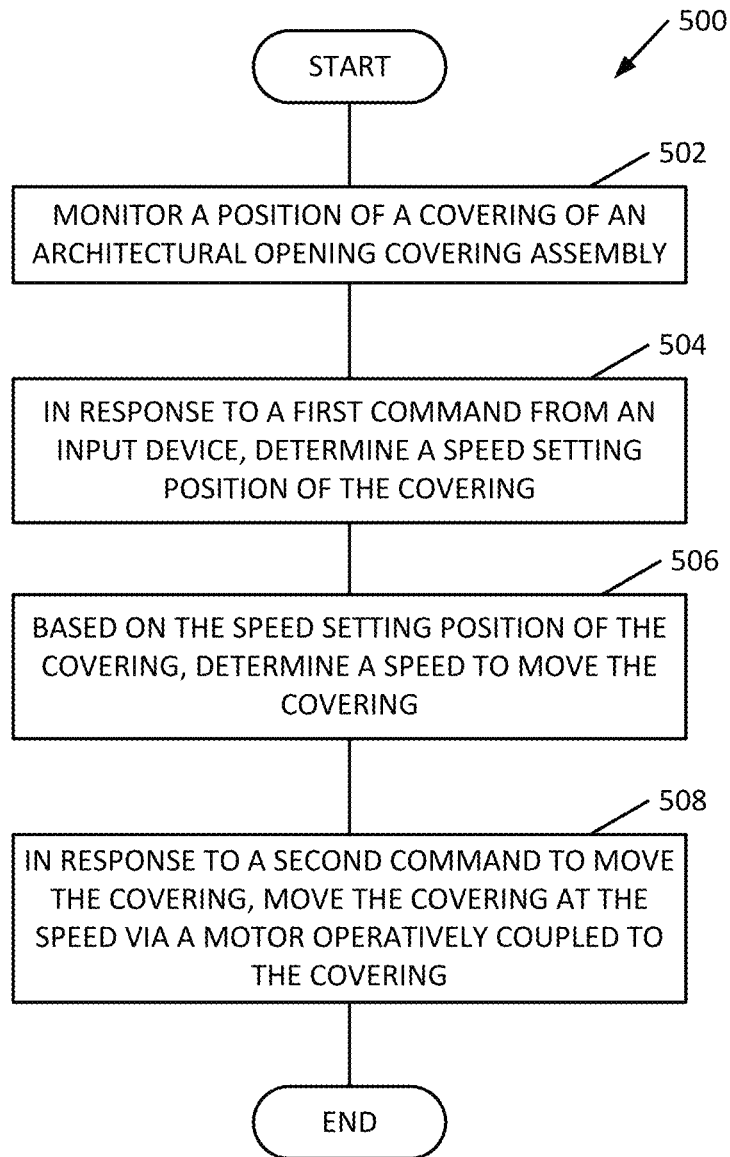 500
START
502
MONITOR A POSITION OF A COVERING OF AN
ARCHITECTURAL OPENING COVERING ASSEMBLY
504
IN RESPONSE TO A FIRST COMMAND FROM AN
INPUT DEVICE, DETERMINE A SPEED SETTING
POSITION OF THE COVERING
506
BASED ON THE SPEED SETTING POSITION OF THE
COVERING, DETERMINE A SPEED TO MOVE THE
COVERING
508
IN RESPONSE TO A SECOND COMMAND TO MOVE
THE COVERING, MOVE THE COVERING AT THE
SPEED VIA A MOTOR OPERATIVELY COUPLED TO
THE COVERING
END